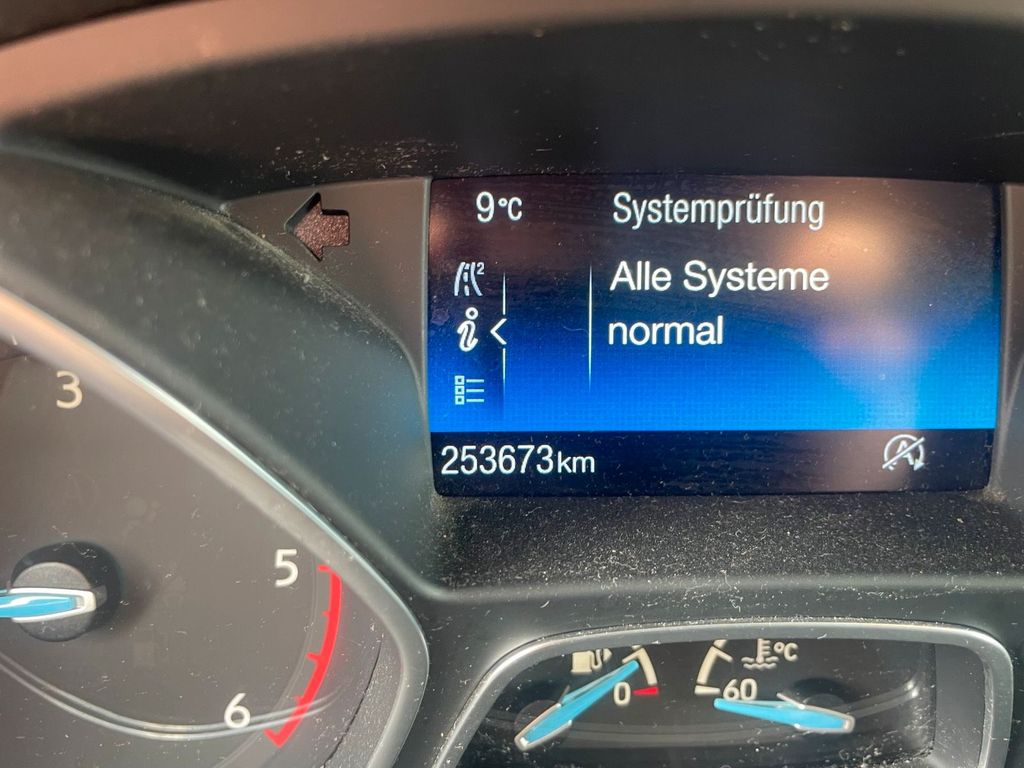 9°C
Systemprüfung
Alle Systeme
normal
253673km
A
3
5
6
0
60
°C